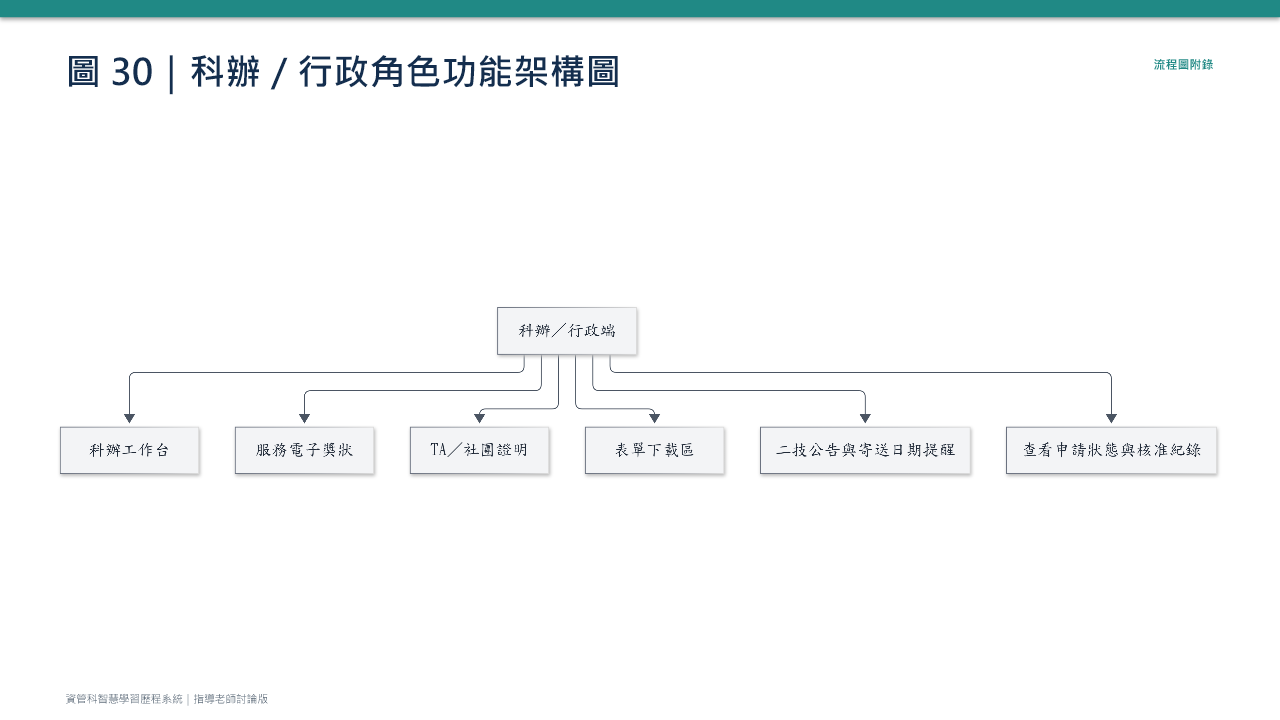 圖 30｜科辦 / 行政角色功能架構圖
流程圖附錄
科辦／行政端
科辦工作台
服務電子獎狀
TA／社團證明
表單下載區
二技公告與寄送日期提醒
查看申請狀態與核准紀錄
資管科智慧學習歷程系統｜指導老師討論版